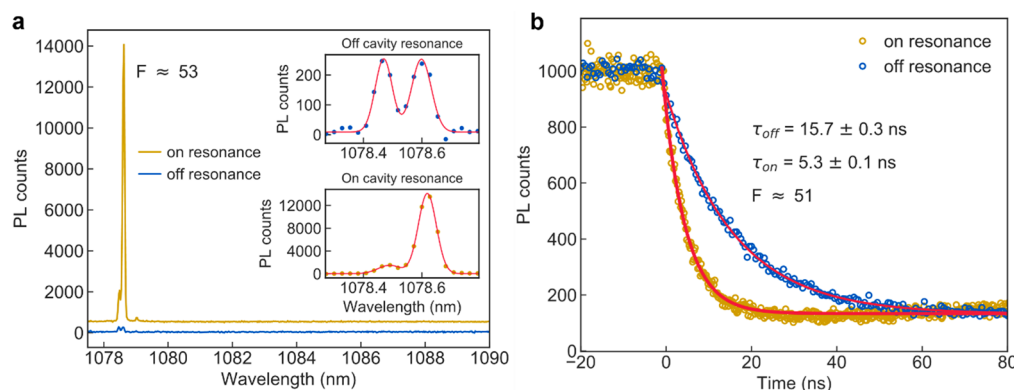 a
14000
12000
10000
8000
6000
4000
2000
0
PL counts
1078
1080
1082
1084
1086
1088
1090
Wavelength (nm)
F ≈ 53
on resonance
off resonance
Off cavity resonance
200
100
0
PL counts
1078.4
1078.6
On cavity resonance
12000
8000
4000
0
PL counts
1078.4
1078.6
Wavelength (nm)
b
1000
800
600
400
200
0
PL counts
-20
0
20
40
60
80
Time (ns)
on resonance
off resonance
τoff = 15.7 ± 0.3 ns
τon = 5.3 ± 0.1 ns
F ≈ 51